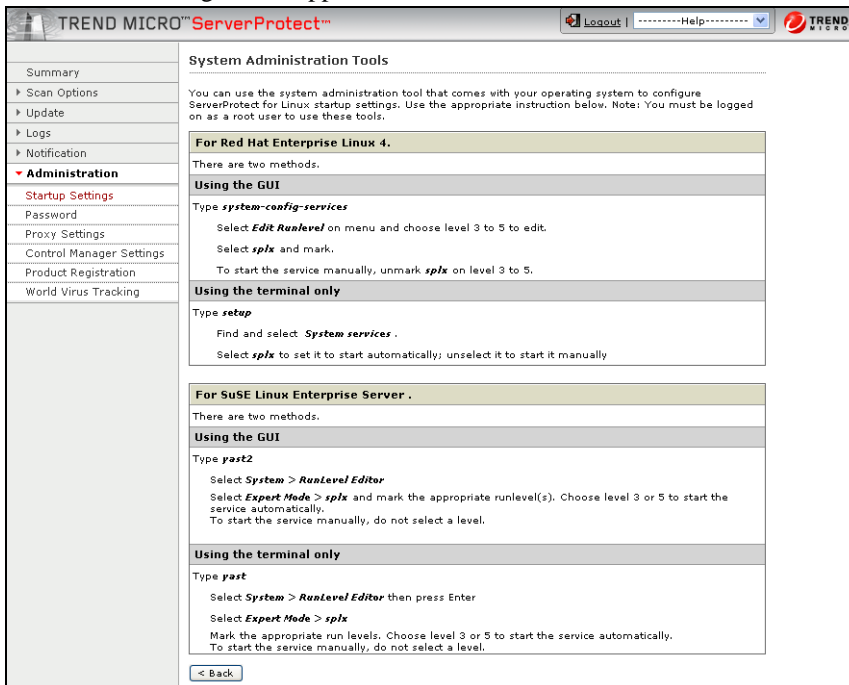 TREND MICRO™ ServerProtect™
Logout | ---------Help---------
TREND
MICRO
Summary
Scan Options
Update
Logs
Notification
Administration
Startup Settings
Password
Proxy Settings
Control Manager Settings
Product Registration
World Virus Tracking
System Administration Tools
You can use the system administration tool that comes with your operating system to configure
ServerProtect for Linux startup settings. Use the appropriate instruction below. Note: You must be logged
on as a root user to use these tools.
For Red Hat Enterprise Linux 4.
There are two methods.
Using the GUI
Type system-config-services
Select Edit Runlevel on menu and choose level 3 to 5 to edit.
Select splx and mark.
To start the service manually, unmark splx on level 3 to 5.
Using the terminal only
Type setup
Find and select System services .
Select splx to set it to start automatically; unselect it to start it manually
For SuSE Linux Enterprise Server .
There are two methods.
Using the GUI
Type yast2
Select System > RunLevel Editor
Select Expert Mode > splx and mark the appropriate runlevel(s). Choose level 3 or 5 to start the
service automatically.
To start the service manually, do not select a level.
Using the terminal only
Type yast
Select System > RunLevel Editor then press Enter
Select Expert Mode > splx
Mark the appropriate run levels. Choose level 3 or 5 to start the service automatically.
To start the service manually, do not select a level.
< Back